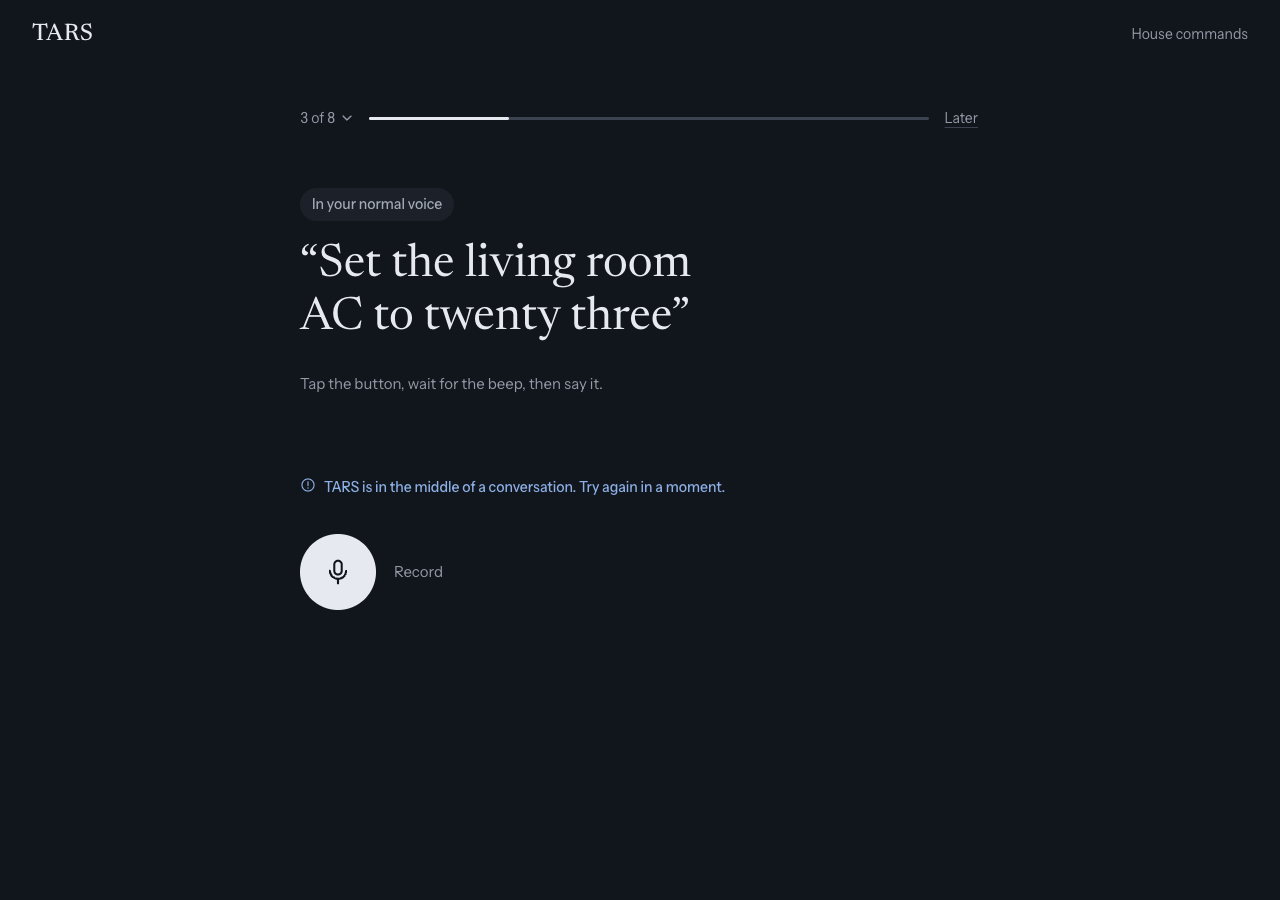 TARS
House commands
3 of 8
Later
In your normal voice
“Set the living room
AC to twenty three”
Tap the button, wait for the beep, then say it.
TARS is in the middle of a conversation. Try again in a moment.
Record